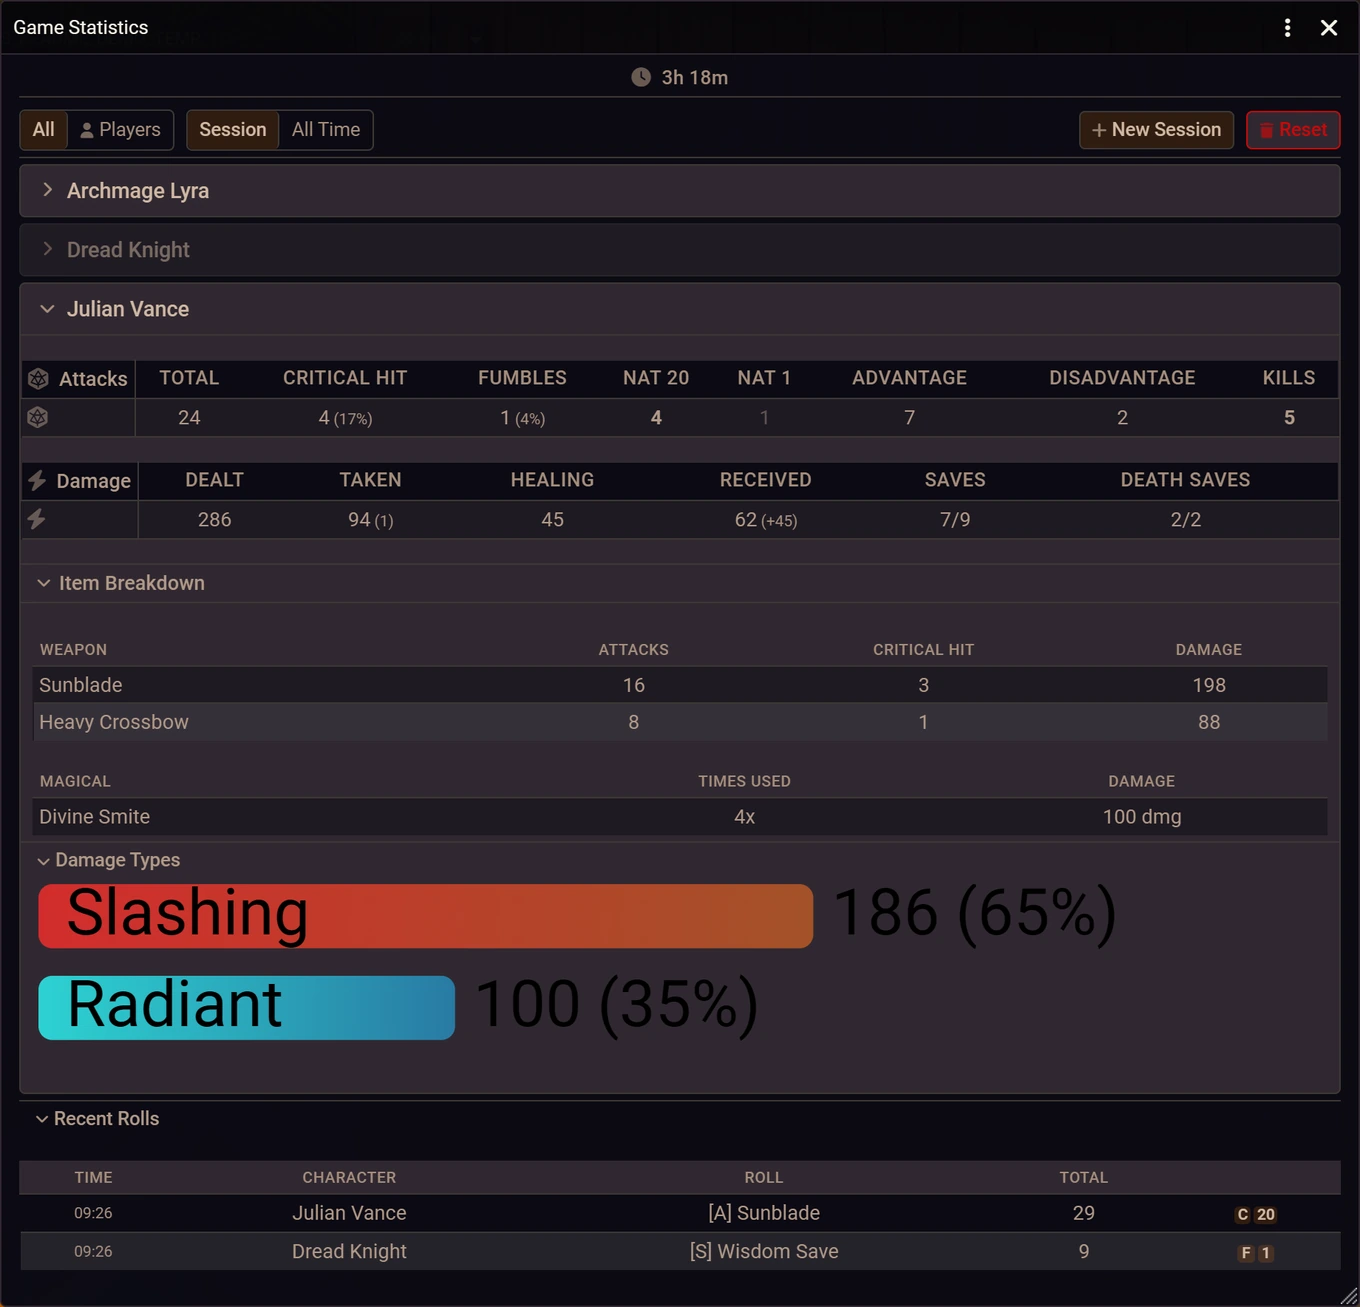 Game Statistics
3h 18m
All Players Session All Time + New Session Reset
Archmage Lyra
Dread Knight
Julian Vance
Attacks TOTAL CRITICAL HIT FUMBLES NAT 20 NAT 1 ADVANTAGE DISADVANTAGE KILLS
24 4 (17%) 1 (4%) 4 1 7 2 5
Damage DEALT TAKEN HEALING RECEIVED SAVES DEATH SAVES
286 94 (1) 45 62 (+45) 7/9 2/2
Item Breakdown
WEAPON ATTACKS CRITICAL HIT DAMAGE
Sunblade 16 3 198
Heavy Crossbow 8 1 88
MAGICAL TIMES USED DAMAGE
Divine Smite 4x 100 dmg
Damage Types
Slashing 186 (65%)
Radiant 100 (35%)
Recent Rolls
TIME CHARACTER ROLL TOTAL
09:26 Julian Vance [A] Sunblade 29 C 20
09:26 Dread Knight [S] Wisdom Save 9 F 1